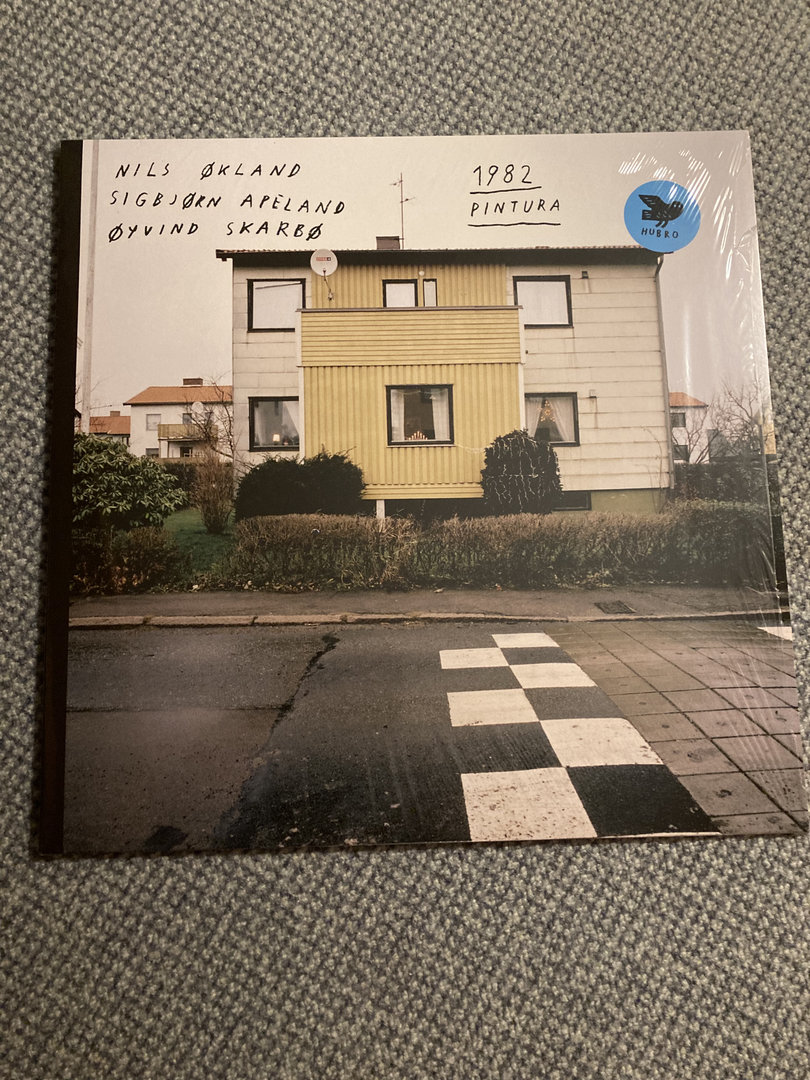 NILS ØKLAND
SIGBJØRN APELAND
ØYVIND SKARBØ
1982
PINTURA
HUBRO